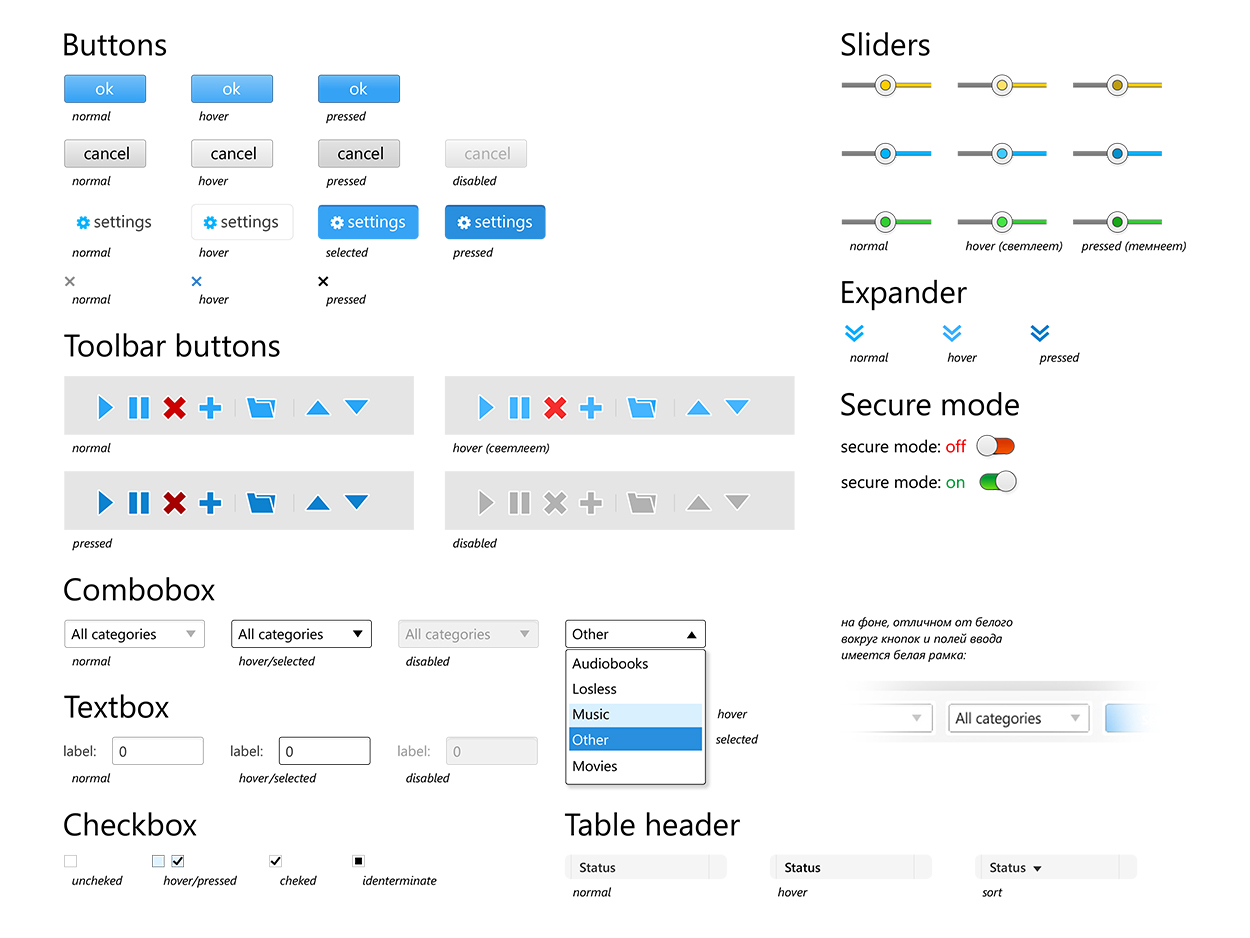 Buttons
ok ok ok
normal hover pressed
cancel cancel cancel cancel
normal hover pressed disabled
settings settings settings settings
normal hover selected pressed
normal hover pressed
Toolbar buttons
normal hover (светлеет)
pressed disabled
Combobox
All categories All categories All categories Other
normal hover/selected disabled
Audiobooks
Losless
Music hover
Other selected
Movies
Textbox
label: 0 label: 0 label: 0
normal hover/selected disabled
Checkbox
uncheked hover/pressed cheked identerminate
Table header
Status Status Status
normal hover sort
Sliders
normal hover (светлеет) pressed (темнеет)
Expander
normal hover pressed
Secure mode
secure mode: off
secure mode: on
на фоне, отличном от белого
вокруг кнопок и полей ввода
имеется белая рамка:
All categories